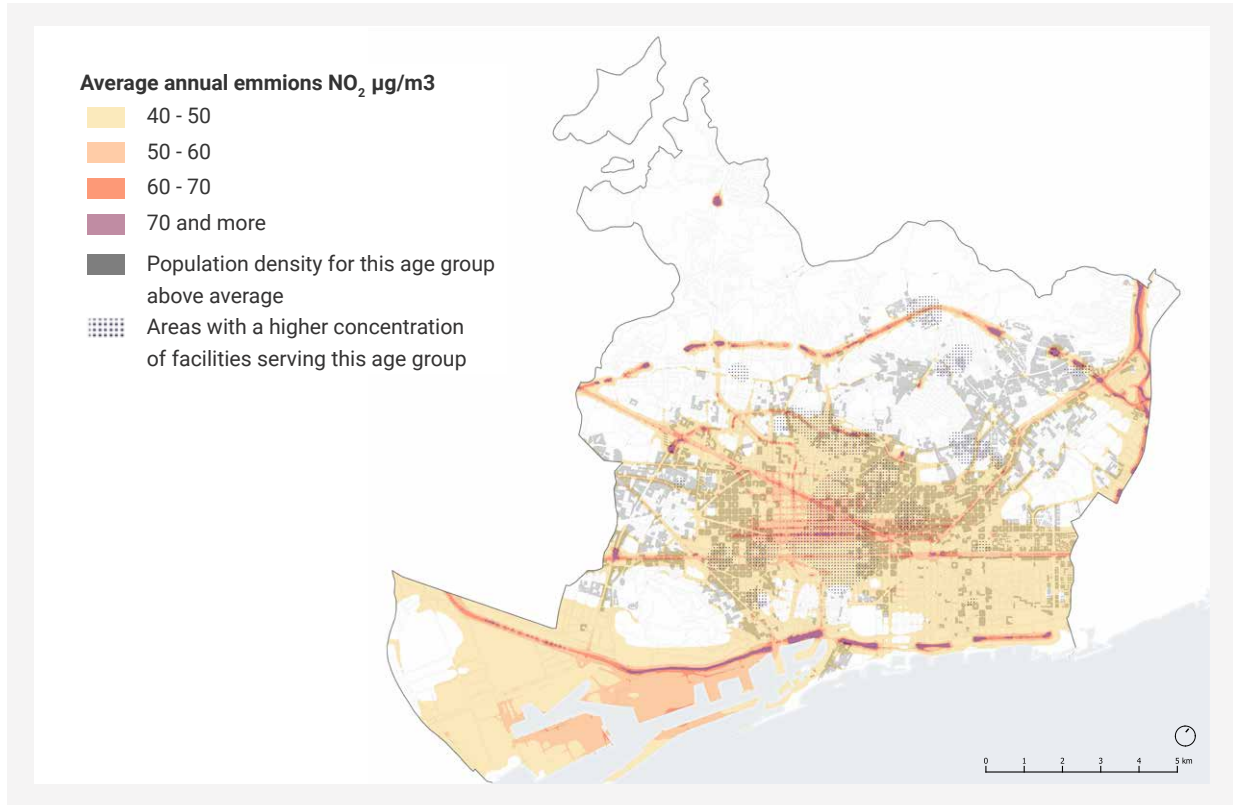 Average annual emmions NO₂ µg/m3
40 - 50
50 - 60
60 - 70
70 and more
Population density for this age group
above average
Areas with a higher concentration
of facilities serving this age group
0 1 2 3 4 5 km